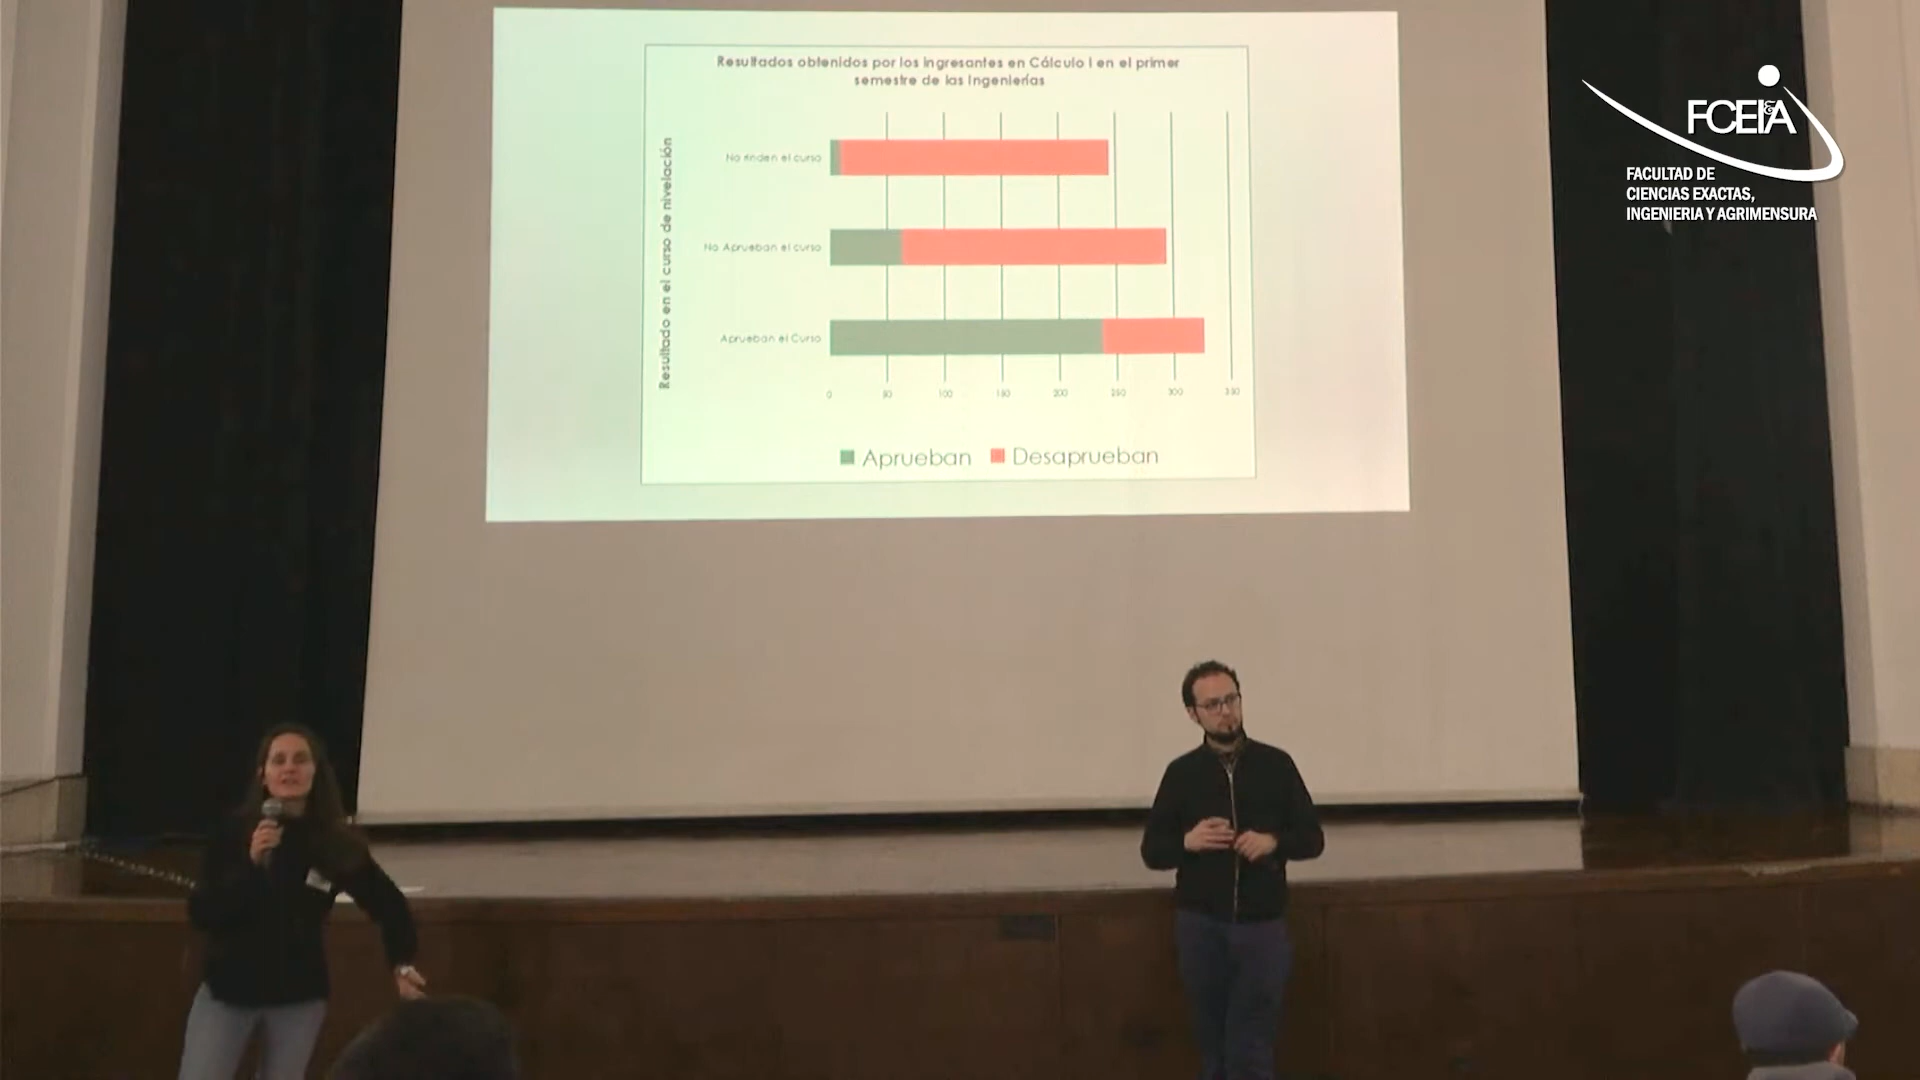 Resultados obtenidos por los ingresantes en Cálculo I en el primer
semestre de las Ingenierías
Resultado en el curso de nivelación
No rinden el curso
No Aprueban el curso
Aprueban el Curso
0 50 100 150 200 250 300 350
Aprueban Desaprueban
FCEI&A
FACULTAD DE
CIENCIAS EXACTAS,
INGENIERIA Y AGRIMENSURA